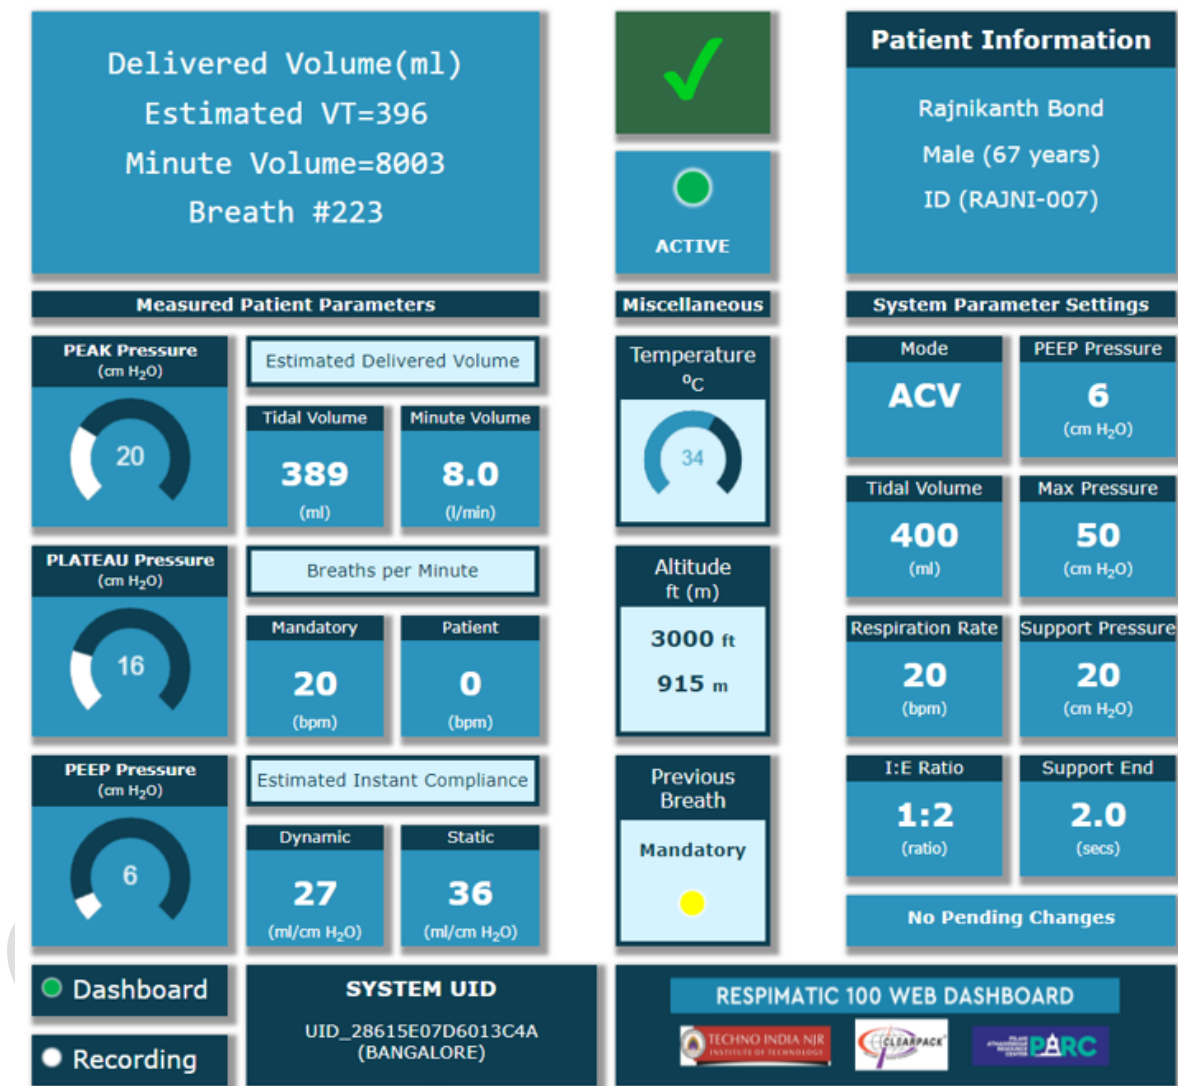 Delivered Volume(ml)
Estimated VT=396
Minute Volume=8003
Breath #223
ACTIVE
Patient Information
Rajnikanth Bond
Male (67 years)
ID (RAJNI-007)
Measured Patient Parameters
PEAK Pressure
(cm H₂O)
20
Estimated Delivered Volume
Tidal Volume
389
(ml)
Minute Volume
8.0
(l/min)
PLATEAU Pressure
(cm H₂O)
16
Breaths per Minute
Mandatory
20
(bpm)
Patient
0
(bpm)
PEEP Pressure
(cm H₂O)
6
Estimated Instant Compliance
Dynamic
27
(ml/cm H₂O)
Static
36
(ml/cm H₂O)
Miscellaneous
Temperature
⁰C
34
Altitude
ft (m)
3000 ft
915 m
Previous
Breath
Mandatory
System Parameter Settings
Mode
ACV
PEEP Pressure
6
(cm H₂O)
Tidal Volume
400
(ml)
Max Pressure
50
(cm H₂O)
Respiration Rate
20
(bpm)
Support Pressure
20
(cm H₂O)
I:E Ratio
1:2
(ratio)
Support End
2.0
(secs)
No Pending Changes
Dashboard
Recording
SYSTEM UID
UID_28615E07D6013C4A
(BANGALORE)
RESPIMATIC 100 WEB DASHBOARD
TECHNO INDIA NJR
INSTITUTE OF TECHNOLOGY
CLEARPACK
PARC